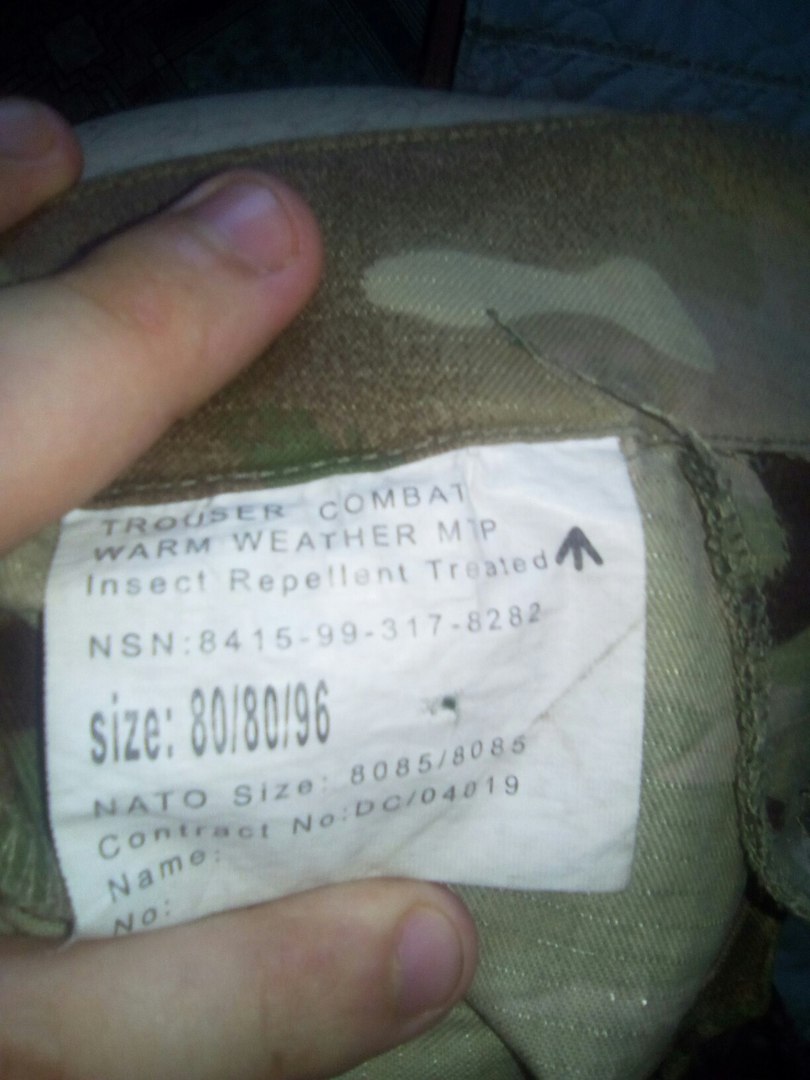 TROUSER COMBAT
WARM WEATHER MTP
Insect Repellent Treated
NSN:8415-99-317-8282
size: 80/80/96
NATO Size: 8085/8085
Contract No:DC/04019
Name:
No: